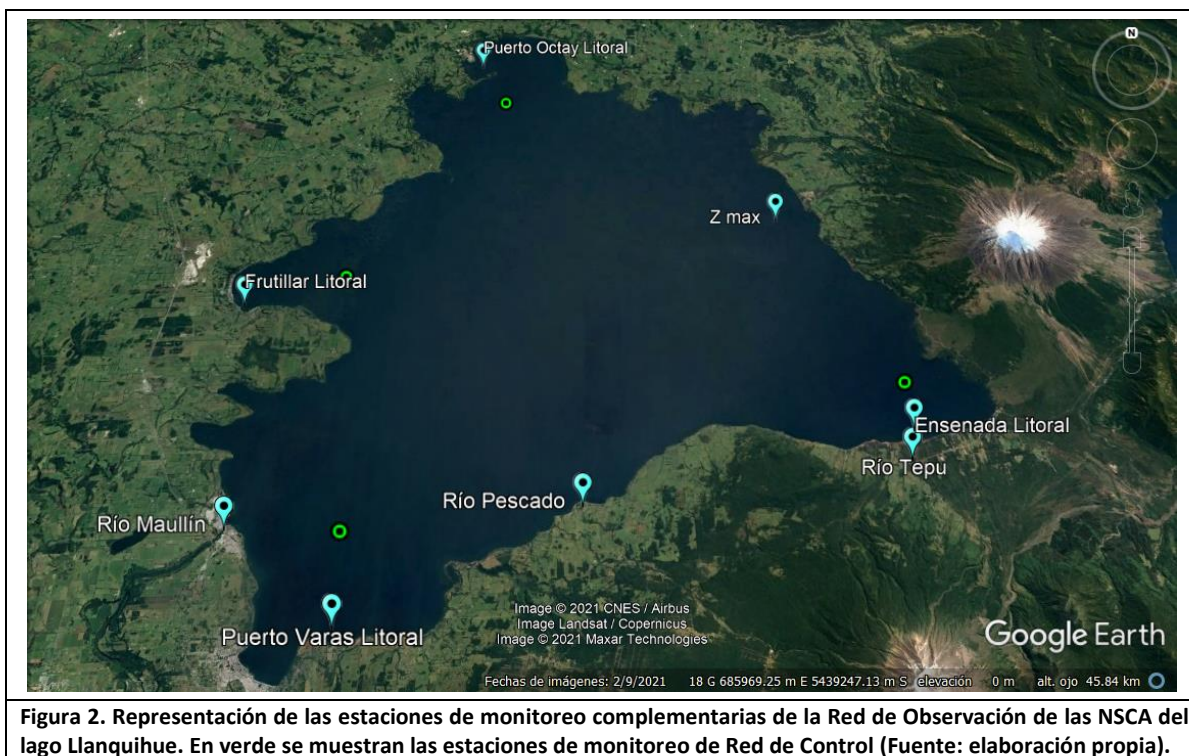 N
Puerto Octay Litoral
Z max
Frutillar Litoral
Ensenada Litoral
Río Tepu
Río Pescado
Río Maullín
Puerto Varas Litoral
Image © 2021 CNES / Airbus
Image Landsat / Copernicus
Image © 2021 Maxar Technologies
Google Earth
Fechas de imágenes: 2/9/2021 18 G 685969.25 m E 5439247.13 m S elevación 0 m alt. ojo 45.84 km
Figura 2. Representación de las estaciones de monitoreo complementarias de la Red de Observación de las NSCA del
lago Llanquihue. En verde se muestran las estaciones de monitoreo de Red de Control (Fuente: elaboración propia).